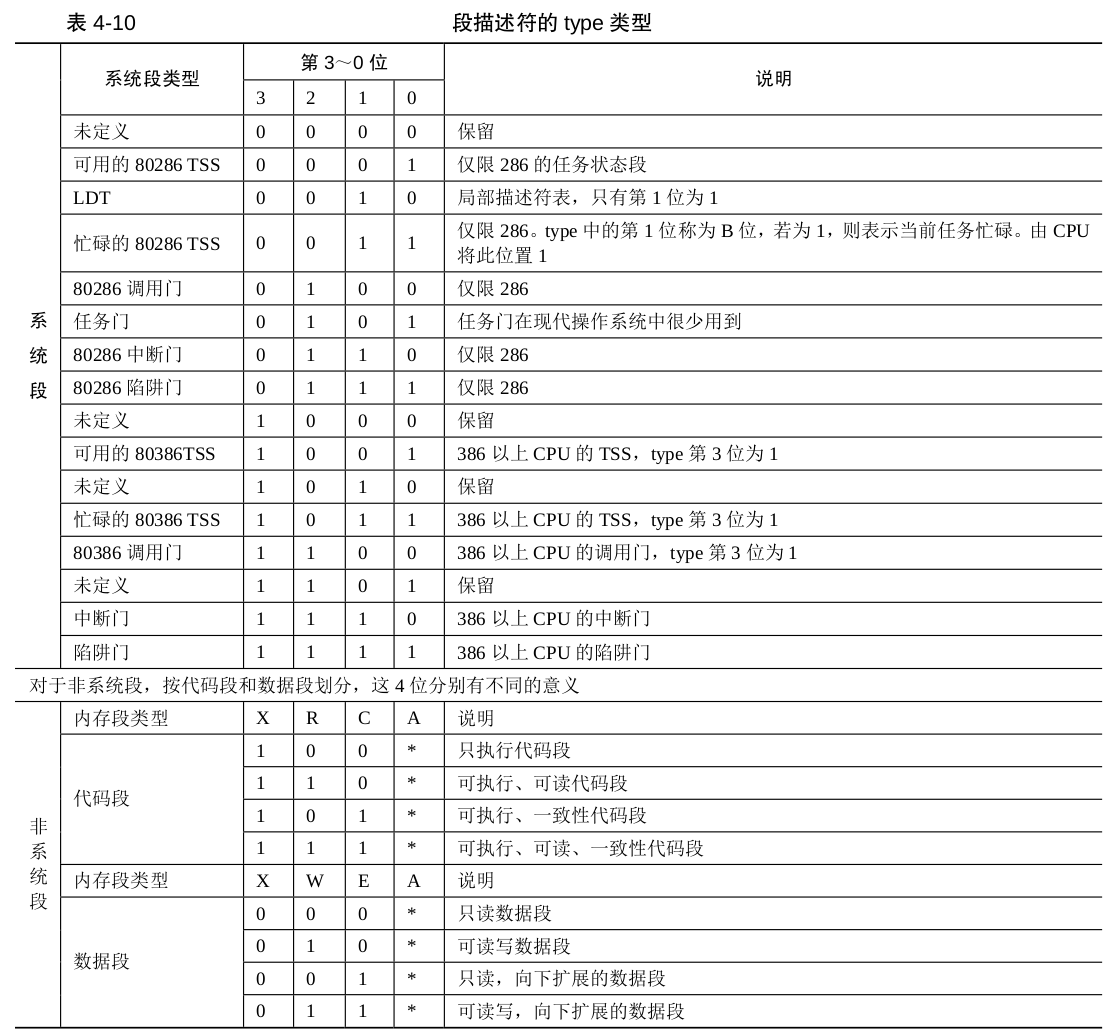 表 4-10 段描述符的 type 类型
系统段类型 第 3～0 位 说明
3 2 1 0
系统段
未定义 0 0 0 0 保留
可用的 80286 TSS 0 0 0 1 仅限 286 的任务状态段
LDT 0 0 1 0 局部描述符表，只有第 1 位为 1
忙碌的 80286 TSS 0 0 1 1 仅限 286。type 中的第 1 位称为 B 位，若为 1，则表示当前任务忙碌。由 CPU
将此位置 1
80286 调用门 0 1 0 0 仅限 286
任务门 0 1 0 1 任务门在现代操作系统中很少用到
80286 中断门 0 1 1 0 仅限 286
80286 陷阱门 0 1 1 1 仅限 286
未定义 1 0 0 0 保留
可用的 80386TSS 1 0 0 1 386 以上 CPU 的 TSS，type 第 3 位为 1
未定义 1 0 1 0 保留
忙碌的 80386 TSS 1 0 1 1 386 以上 CPU 的 TSS，type 第 3 位为 1
80386 调用门 1 1 0 0 386 以上 CPU 的调用门，type 第 3 位为 1
未定义 1 1 0 1 保留
中断门 1 1 1 0 386 以上 CPU 的中断门
陷阱门 1 1 1 1 386 以上 CPU 的陷阱门
对于非系统段，按代码段和数据段划分，这 4 位分别有不同的意义
非系统段
内存段类型 X R C A 说明
代码段
1 0 0 * 只执行代码段
1 1 0 * 可执行、可读代码段
1 0 1 * 可执行、一致性代码段
1 1 1 * 可执行、可读、一致性代码段
内存段类型 X W E A 说明
数据段
0 0 0 * 只读数据段
0 1 0 * 可读写数据段
0 0 1 * 只读，向下扩展的数据段
0 1 1 * 可读写，向下扩展的数据段